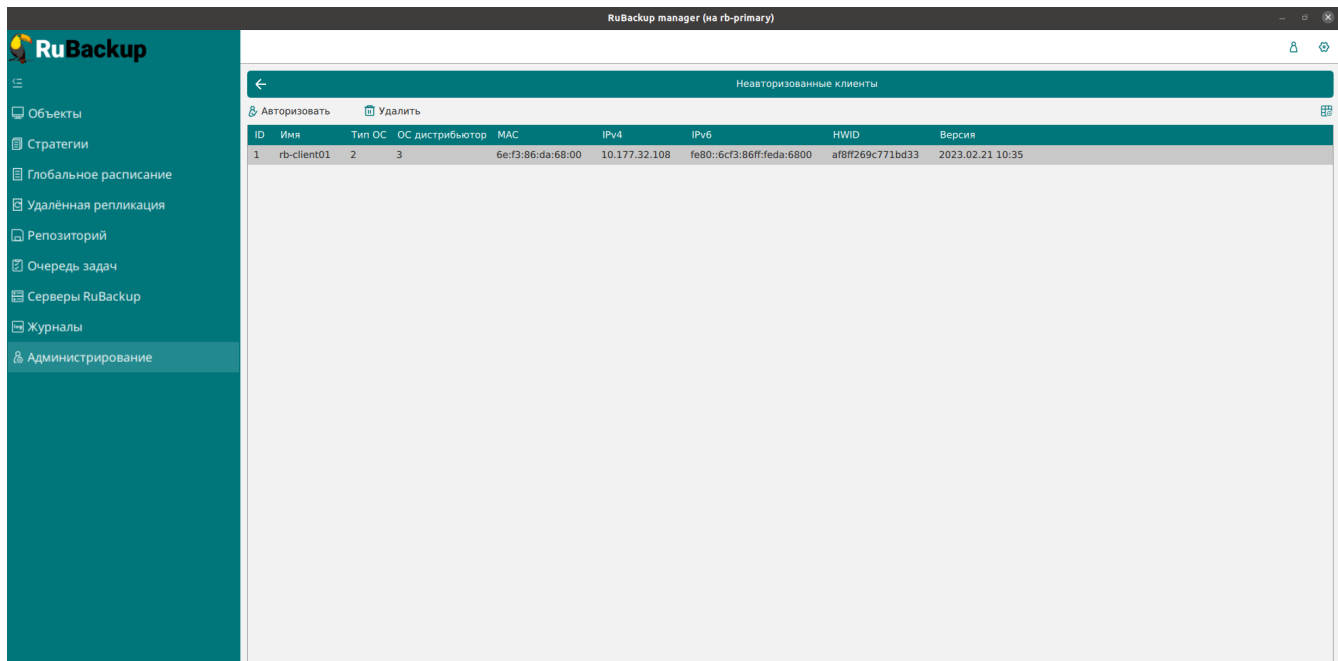 RuBackup manager (на rb-primary)
RuBackup
Объекты
Стратегии
Глобальное расписание
Удалённая репликация
Репозиторий
Очередь задач
Серверы RuBackup
Журналы
Администрирование
Неавторизованные клиенты
Авторизовать Удалить
ID Имя Тип ОС ОС дистрибьютор MAC IPv4 IPv6 HWID Версия
1 rb-client01 2 3 6e:f3:86:da:68:00 10.177.32.108 fe80::6cf3:86ff:feda:6800 af8ff269c771bd33 2023.02.21 10:35